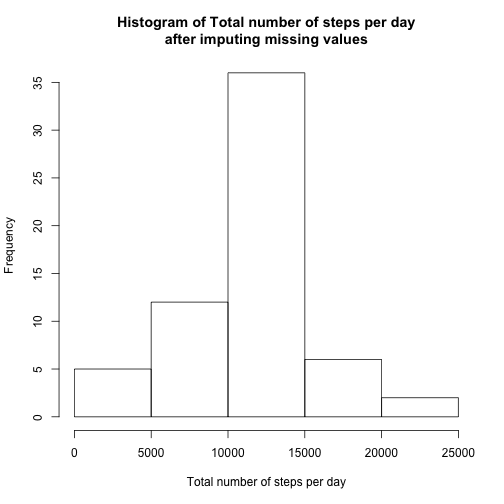 Histogram of Total number of steps per day
after imputing missing values
Frequency
35
30
25
20
15
10
5
0
0 5000 10000 15000 20000 25000
Total number of steps per day